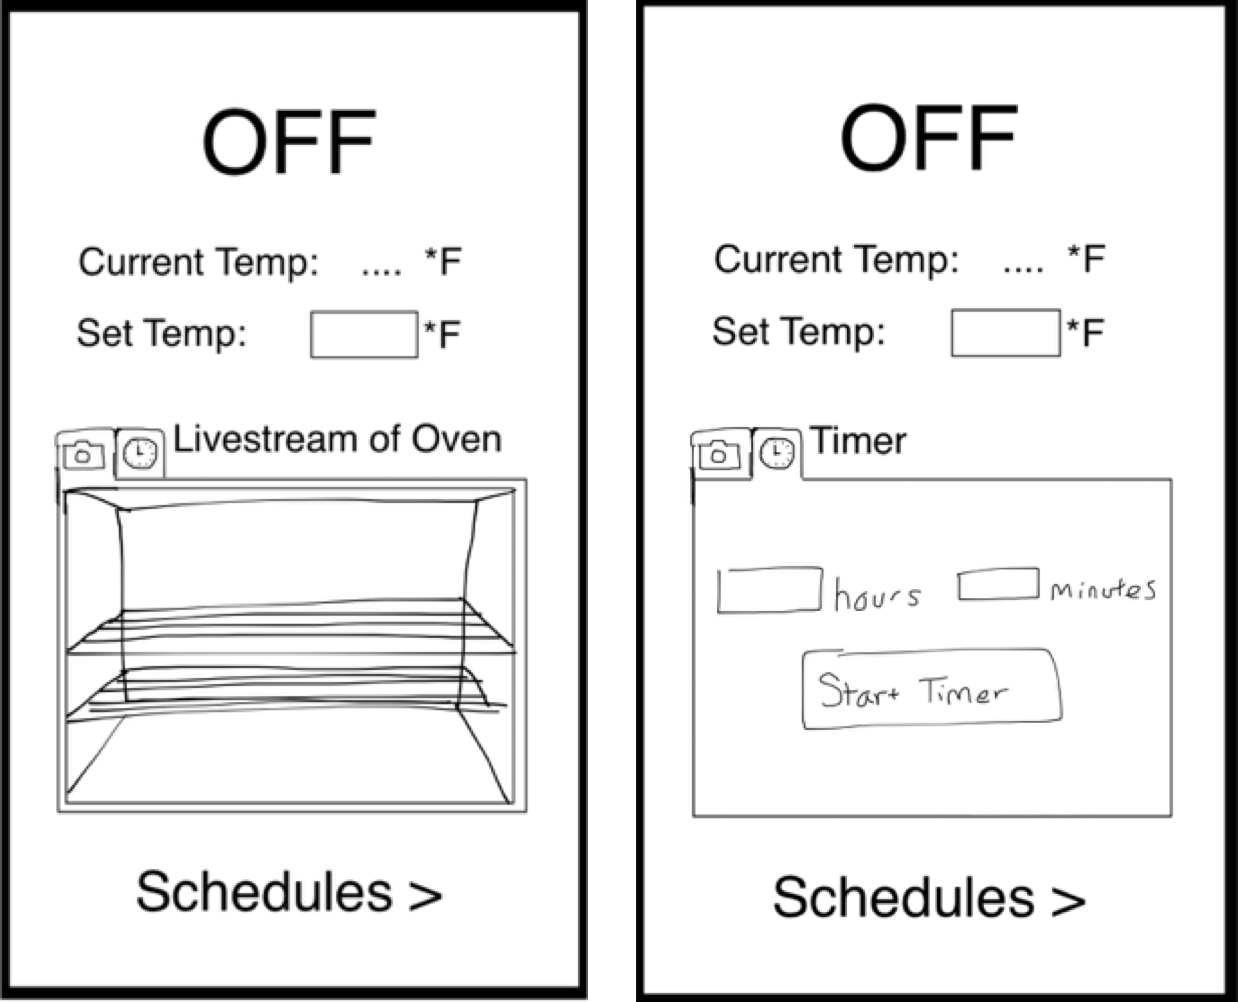 OFF
Current Temp: .... *F
Set Temp: *F
Livestream of Oven
Schedules >
OFF
Current Temp: .... *F
Set Temp: *F
Timer
hours minutes
Start Timer
Schedules >